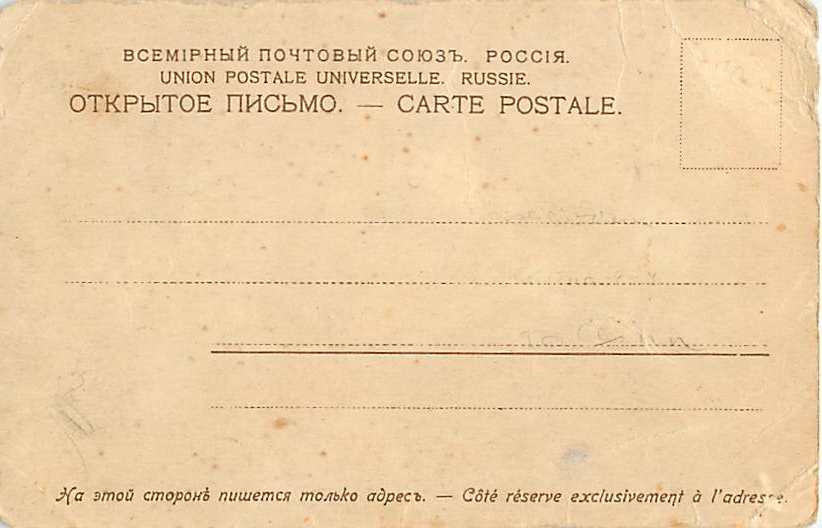 ВСЕМІРНЫЙ ПОЧТОВЫЙ СОЮЗЪ. РОССІЯ.
UNION POSTALE UNIVERSELLE. RUSSIE.
ОТКРЫТОЕ ПИСЬМО. — CARTE POSTALE.
На этой сторонѣ пишется только адресъ. — Côté réserve exclusivement à l'adresse.